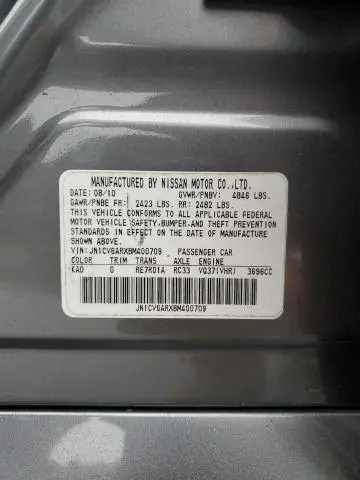 MANUFACTURED BY NISSAN MOTOR CO.,LTD.
DATE: 08/10 GVWR/PNBV: 4846 LBS.
GAWR/PNBE FR: 2423 LBS. RR: 2482 LBS.
THIS VEHICLE CONFORMS TO ALL APPLICABLE FEDERAL
MOTOR VEHICLE SAFETY,BUMPER,AND THEFT PREVENTION
STANDARDS IN EFFECT ON THE DATE OF MANUFACTURE
SHOWN ABOVE.
VIN: JN1CV6ARXBM400709 PASSENGER CAR
COLOR TRIM TRANS AXLE ENGINE
KAD G RE7R01A RC33 VQ37(VHR) 3696CC
JN1CV6ARXBM400709